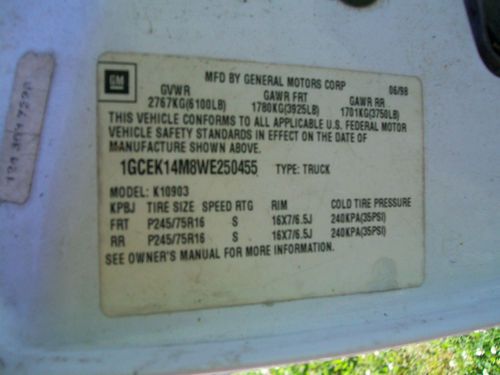 GM
MFD BY GENERAL MOTORS CORP 06/98
GVWR GAWR FRT GAWR RR
2767KG(6100LB) 1780KG(3925LB) 1701KG(3750LB)
THIS VEHICLE CONFORMS TO ALL APPLICABLE U.S. FEDERAL MOTOR
VEHICLE SAFETY STANDARDS IN EFFECT ON THE DATE OF
MANUFACTURE SHOWN ABOVE.
1GCEK14M8WE250455 TYPE: TRUCK
MODEL: K10903
KPBJ TIRE SIZE SPEED RTG RIM COLD TIRE PRESSURE
FRT P245/75R16 S 16X7/6.5J 240KPA(35PSI)
RR P245/75R16 S 16X7/6.5J 240KPA(35PSI)
SEE OWNER'S MANUAL FOR MORE INFORMATION.